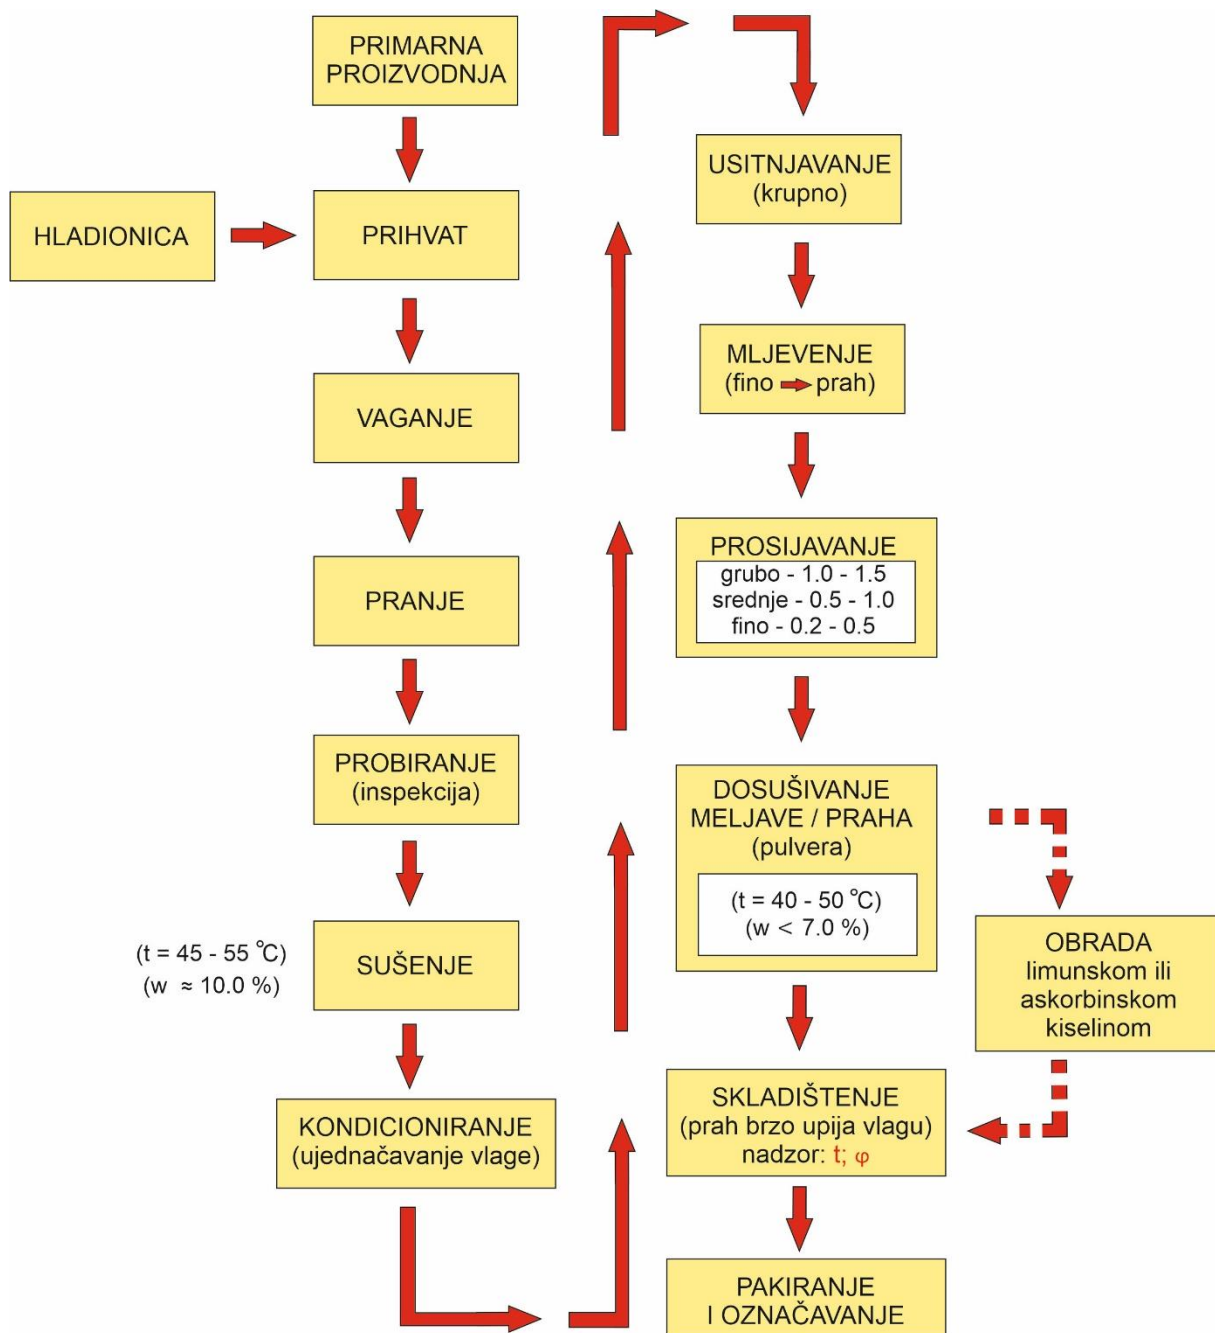 PRIMARNA
PROIZVODNJA
HLADIONICA
PRIHVAT
VAGANJE
PRANJE
PROBIRANJE
(inspekcija)
(t = 45 - 55 °C)
(w ≈ 10.0 %)
SUŠENJE
KONDICIONIRANJE
(ujednačavanje vlage)
USITNJAVANJE
(krupno)
MLJEVENJE
(fino → prah)
PROSIJAVANJE
grubo - 1.0 - 1.5
srednje - 0.5 - 1.0
fino - 0.2 - 0.5
DOSUŠIVANJE
MELJAVE / PRAHA
(pulvera)
(t = 40 - 50 °C)
(w < 7.0 %)
OBRADA
limunskom ili
askorbinskom
kiselinom
SKLADIŠTENJE
(prah brzo upija vlagu)
nadzor: t; φ
PAKIRANJE
I OZNAČAVANJE